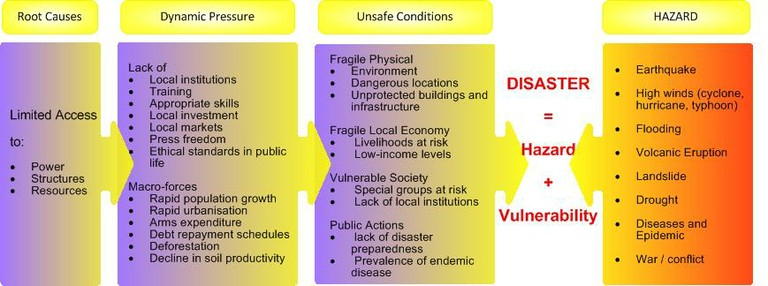 Root Causes
Limited Access
to:
• Power
• Structures
• Resources
Dynamic Pressure
Lack of
• Local institutions
• Training
• Appropriate skills
• Local investment
• Local markets
• Press freedom
• Ethical standards in public
life
Macro-forces
• Rapid population growth
• Rapid urbanisation
• Arms expenditure
• Debt repayment schedules
• Deforestation
• Decline in soil productivity
Unsafe Conditions
Fragile Physical
• Environment
• Dangerous locations
• Unprotected buildings and
infrastructure
Fragile Local Economy
• Livelihoods at risk
• Low-income levels
Vulnerable Society
• Special groups at risk
• Lack of local institutions
Public Actions
• lack of disaster
preparedness
• Prevalence of endemic
disease
DISASTER
=
Hazard
+
Vulnerability
HAZARD
• Earthquake
• High winds (cyclone,
hurricane, typhoon)
• Flooding
• Volcanic Eruption
• Landslide
• Drought
• Diseases and
Epidemic
• War / conflict